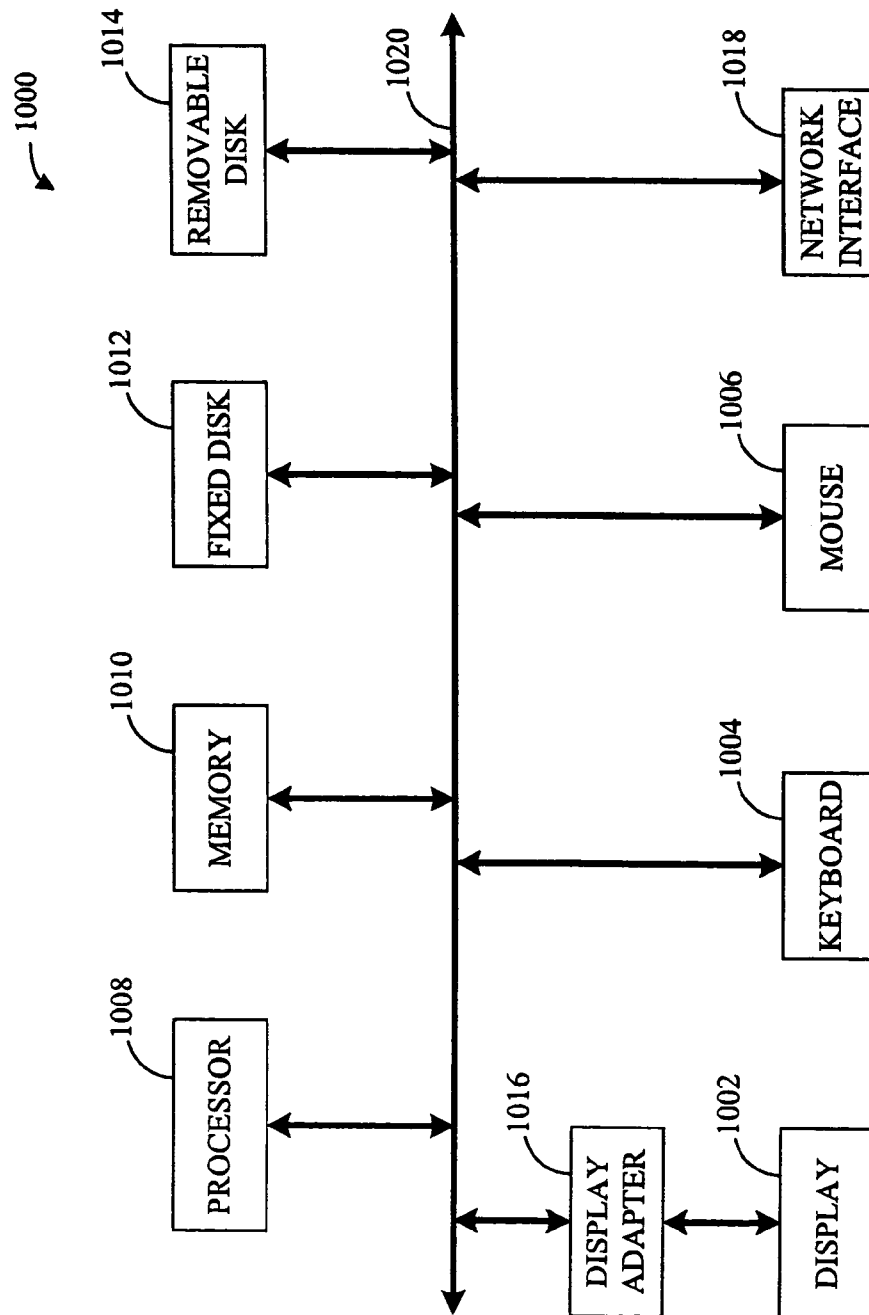 1000
1008
PROCESSOR
1010
MEMORY
1012
FIXED DISK
1014
REMOVABLE
DISK
1020
1016
DISPLAY
ADAPTER
1002
DISPLAY
1004
KEYBOARD
1006
MOUSE
1018
NETWORK
INTERFACE